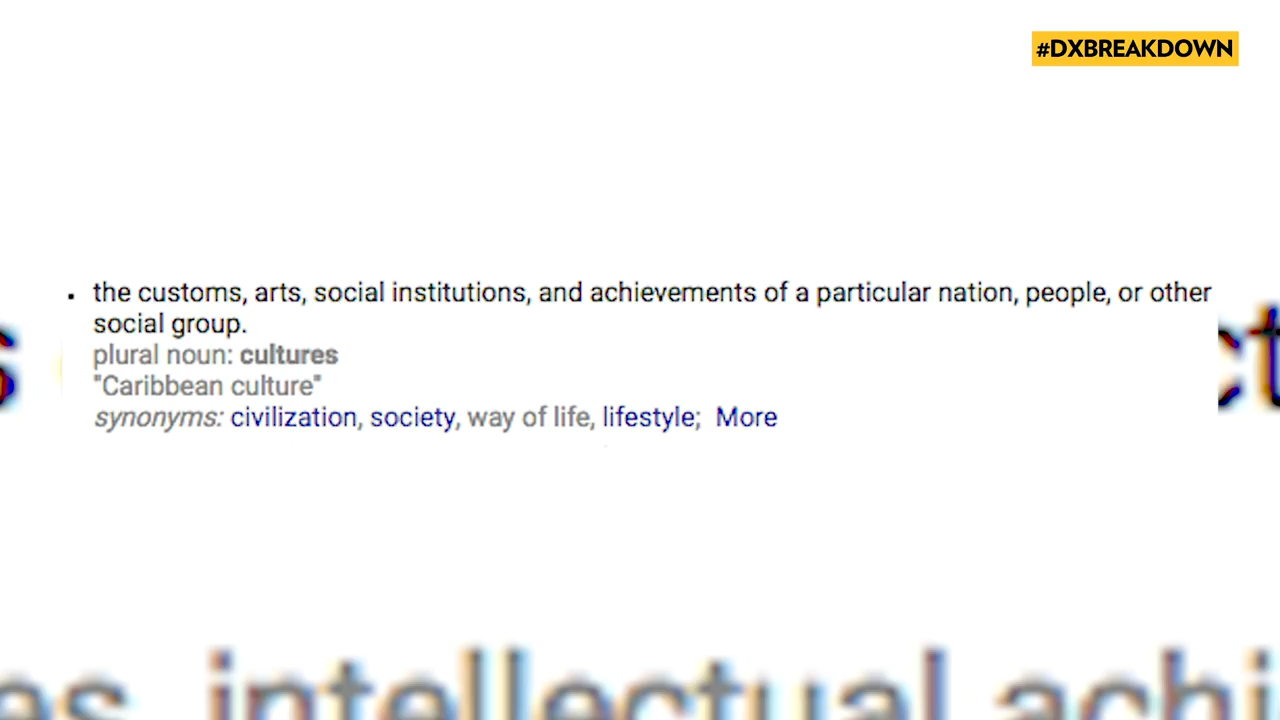 #DXBREAKDOWN
▪ the customs, arts, social institutions, and achievements of a particular nation, people, or other
social group.
plural noun: cultures
"Caribbean culture"
synonyms: civilization, society, way of life, lifestyle; More
intellectual